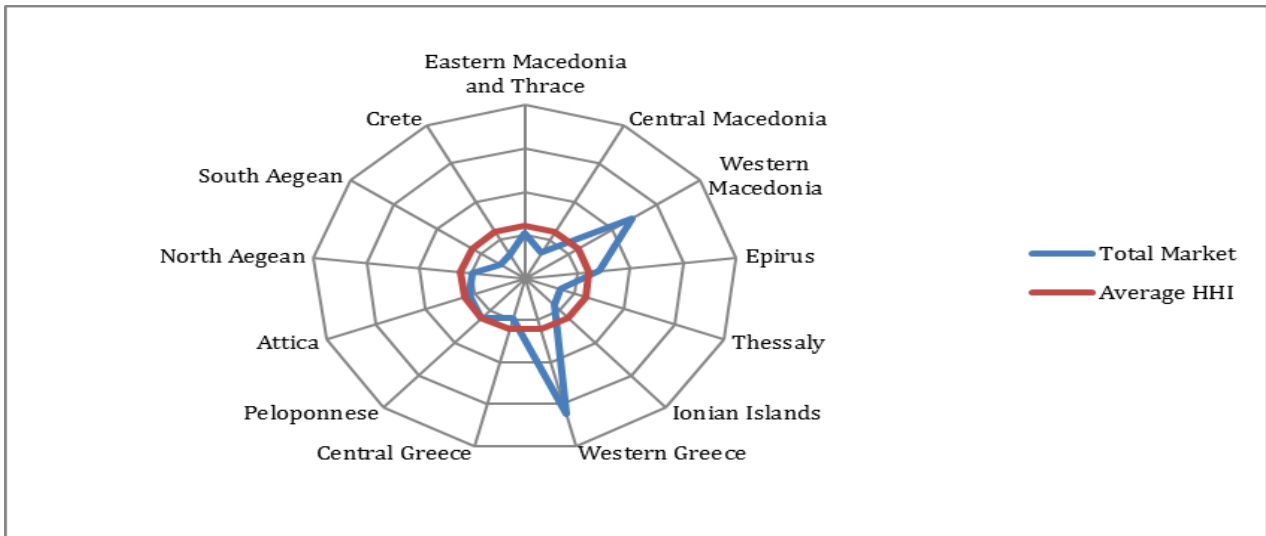 Eastern Macedonia
and Thrace
Central Macedonia
Western
Macedonia
Epirus
Thessaly
Ionian Islands
Western Greece
Central Greece
Peloponnese
Attica
North Aegean
South Aegean
Crete
Total Market
Average HHI